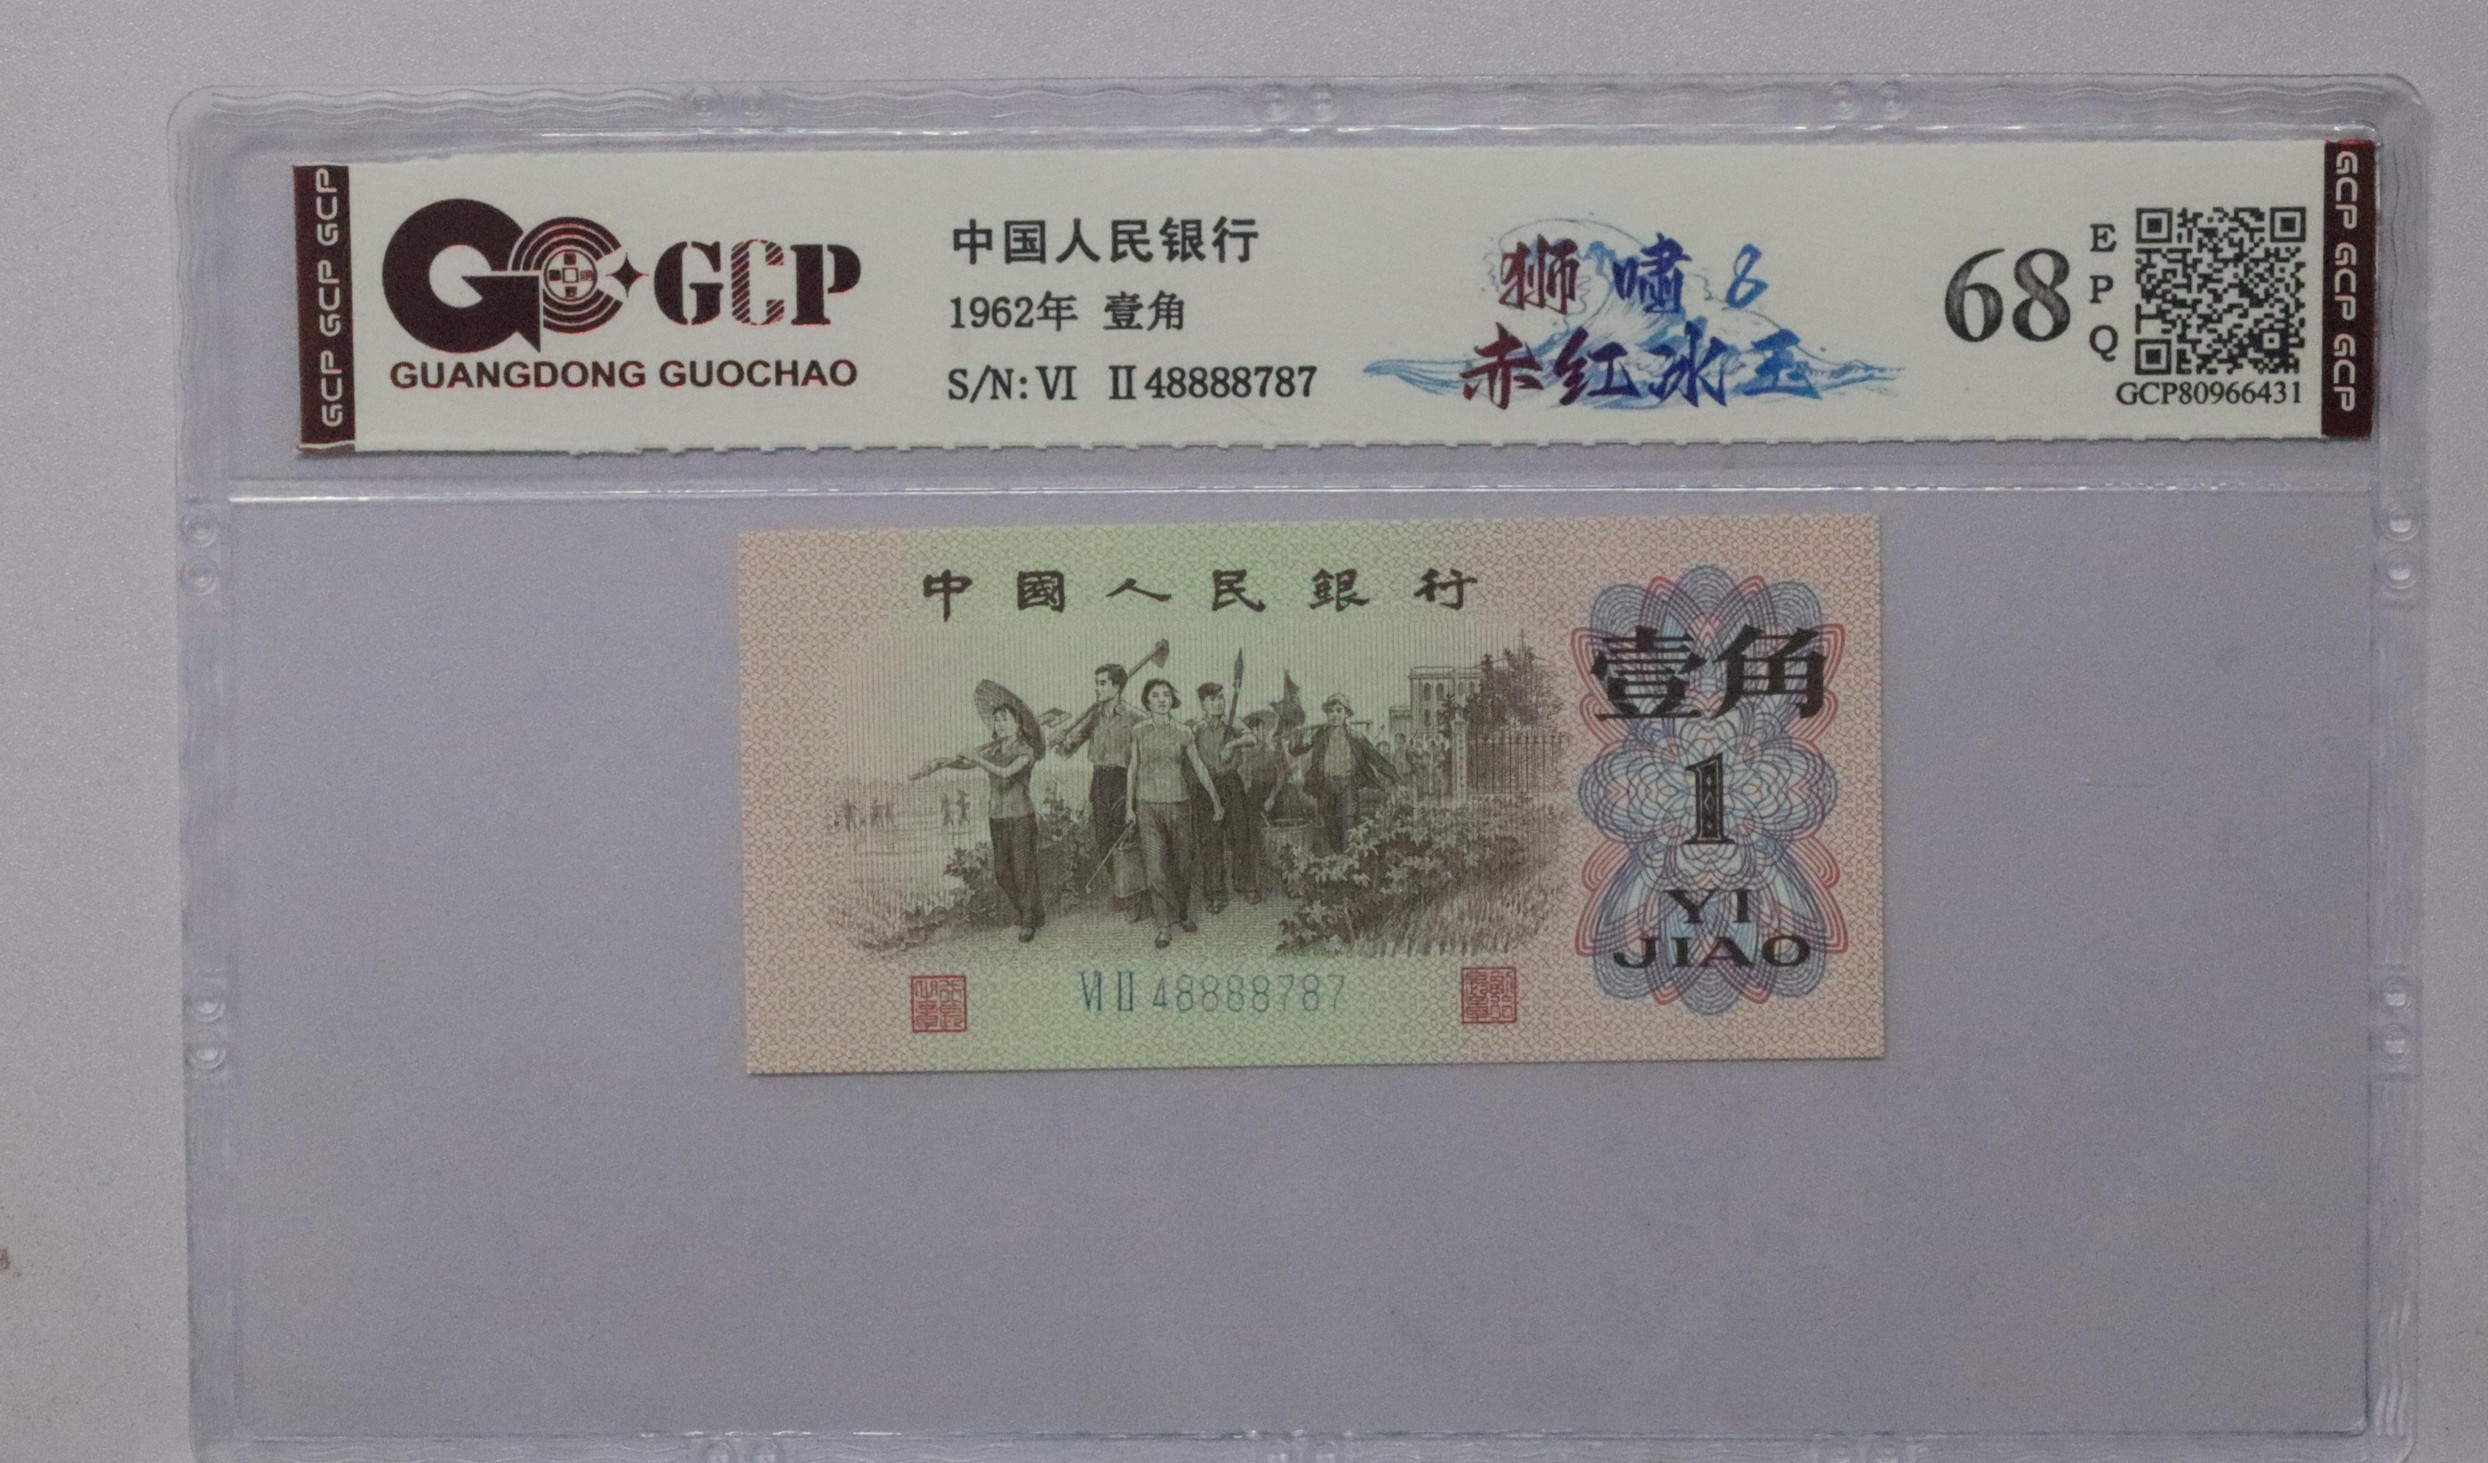 GCP GCP GCP
GCP
GUANGDONG GUOCHAO
中国人民银行
1962年 壹角
S/N: VI II 48888787
狮啸8
赤红冰玉
68
EPQ
GCP80966431
GCP GCP GCP
中國人民銀行
壹角
1
YI
JIAO
VI II 48888787